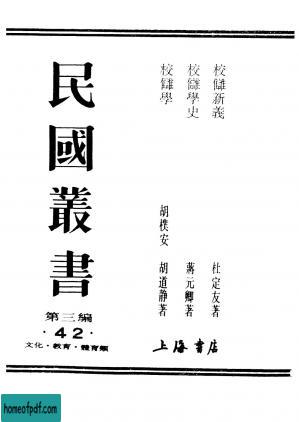 民國叢書
第三編
·42·
文化·教育·體育類
校讎新義　杜定友著
校讎學史　蔣元卿著
校讎學　胡樸安　胡道靜著
上海書店
homeofpdf.com